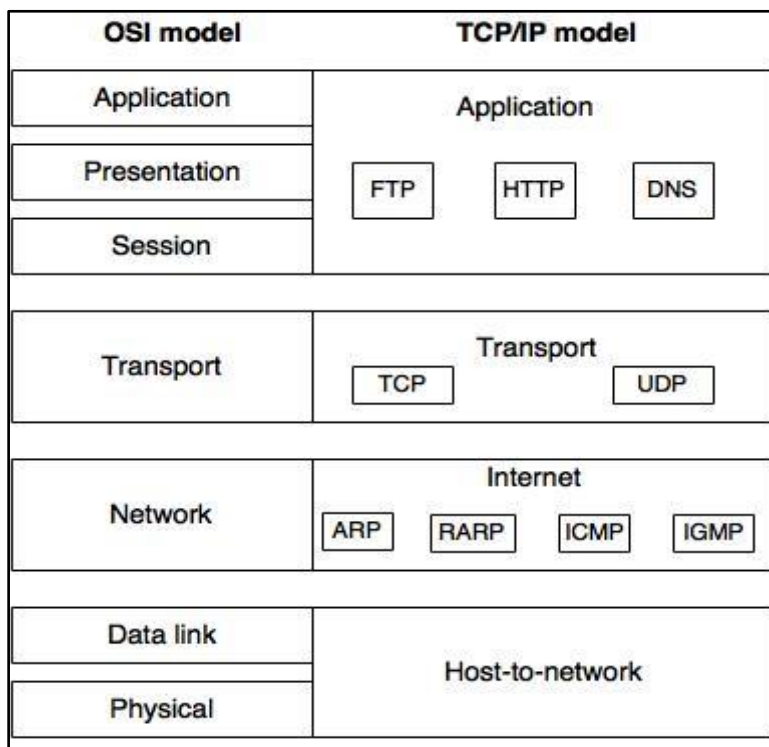 OSI model TCP/IP model
Application
Application
Presentation
FTP HTTP DNS
Session
Transport
Transport
TCP UDP
Network
Internet
ARP RARP ICMP IGMP
Data link
Host-to-network
Physical